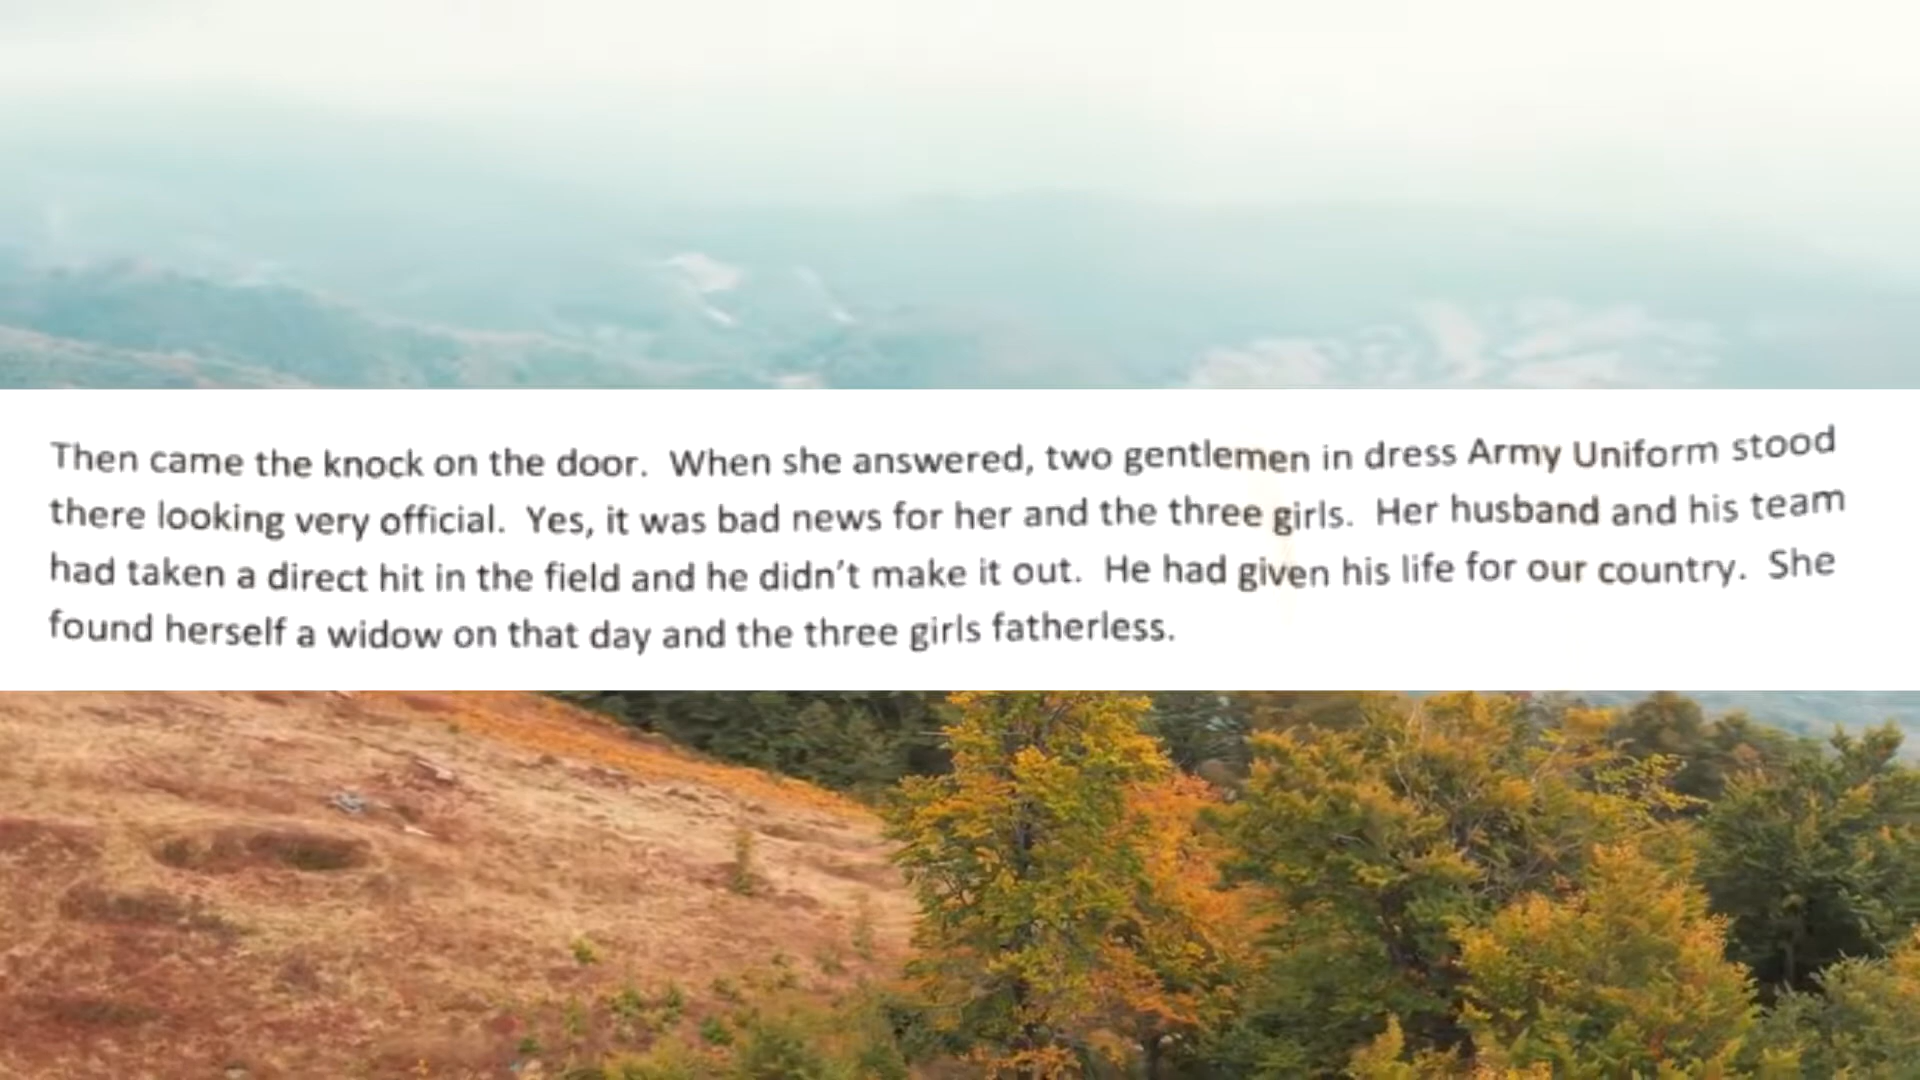 Then came the knock on the door.  When she answered, two gentlemen in dress Army Uniform stood
there looking very official.  Yes, it was bad news for her and the three girls.  Her husband and his team
had taken a direct hit in the field and he didn't make it out.  He had given his life for our country.  She
found herself a widow on that day and the three girls fatherless.